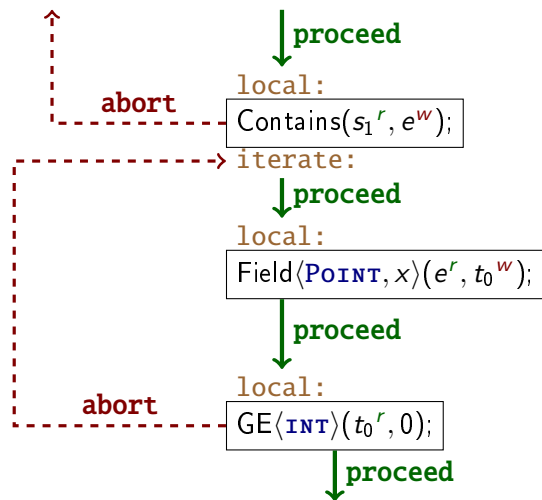 proceed
local:
abort
Contains(s₁ʳ, eʷ);
iterate:
proceed
local:
Field⟨POINT, x⟩(eʳ, t₀ʷ);
proceed
local:
abort
GE⟨INT⟩(t₀ʳ, 0);
proceed